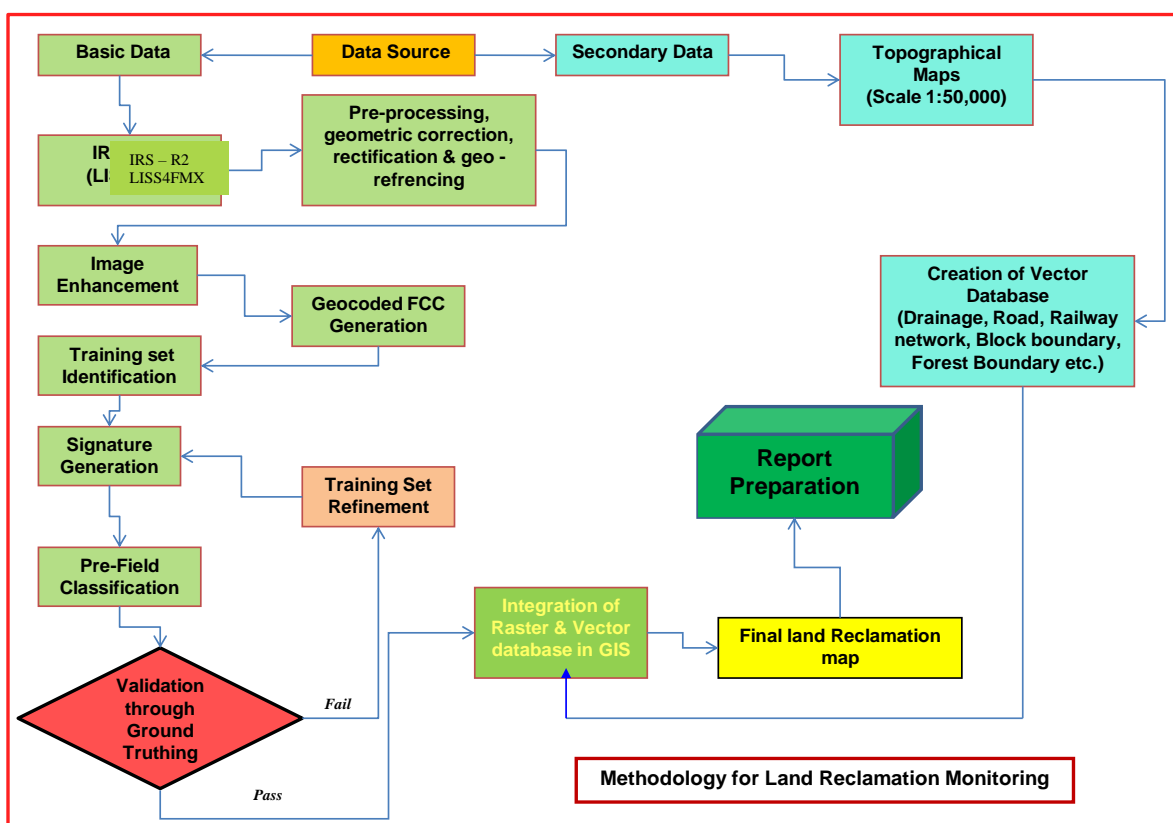 Basic Data
Data Source
Secondary Data
Topographical
Maps
(Scale 1:50,000)
Pre-processing,
geometric correction,
rectification & geo -
refrencing
IRS – R2
LISS4FMX
Image
Enhancement
Geocoded FCC
Generation
Creation of Vector
Database
(Drainage, Road, Railway
network, Block boundary,
Forest Boundary etc.)
Training set
Identification
Signature
Generation
Training Set
Refinement
Report
Preparation
Pre-Field
Classification
Integration of
Raster & Vector
database in GIS
Final land Reclamation
map
Validation
through
Ground
Truthing
Fail
Pass
Methodology for Land Reclamation Monitoring